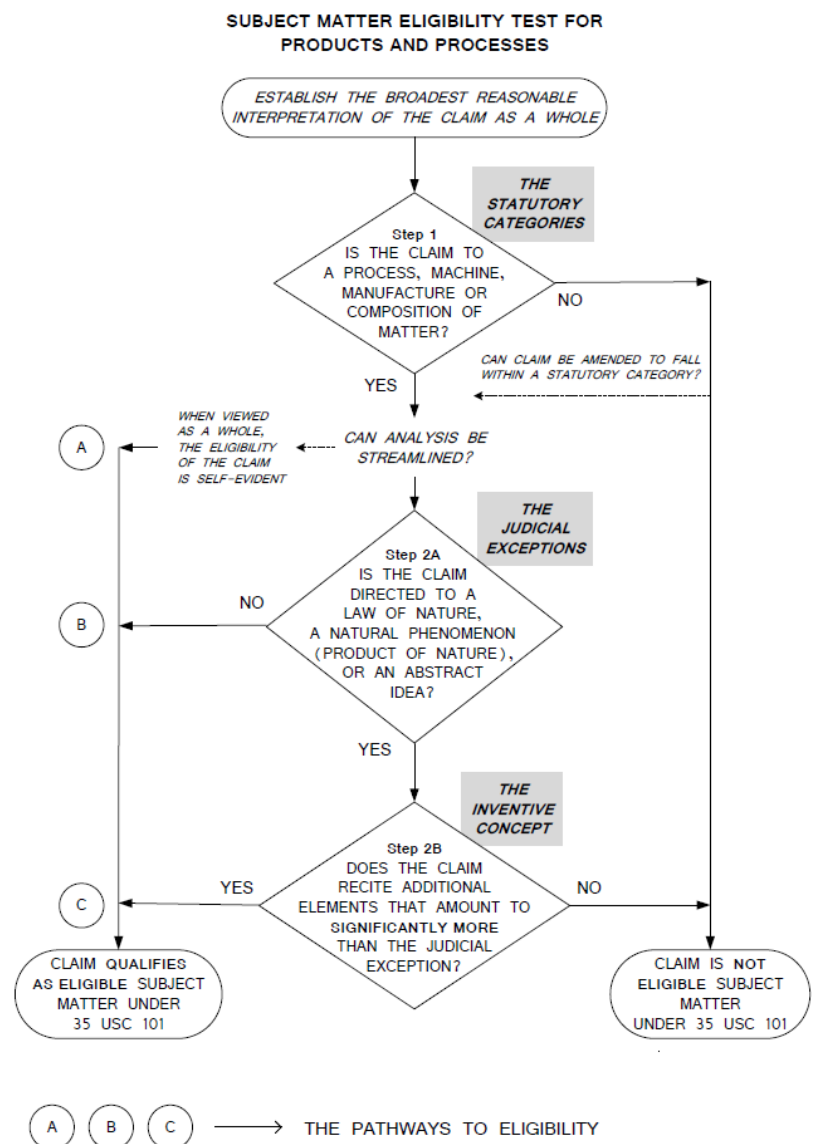 SUBJECT MATTER ELIGIBILITY TEST FOR
PRODUCTS AND PROCESSES
ESTABLISH THE BROADEST REASONABLE
INTERPRETATION OF THE CLAIM AS A WHOLE
THE
STATUTORY
CATEGORIES
Step 1
IS THE CLAIM TO
A PROCESS, MACHINE,
MANUFACTURE OR
COMPOSITION OF
MATTER?
NO
YES
CAN CLAIM BE AMENDED TO FALL
WITHIN A STATUTORY CATEGORY?
WHEN VIEWED
AS A WHOLE,
THE ELIGIBILITY
OF THE CLAIM
IS SELF-EVIDENT
A
CAN ANALYSIS BE
STREAMLINED?
THE
JUDICIAL
EXCEPTIONS
Step 2A
IS THE CLAIM
DIRECTED TO A
LAW OF NATURE,
A NATURAL PHENOMENON
(PRODUCT OF NATURE),
OR AN ABSTRACT
IDEA?
NO
B
YES
THE
INVENTIVE
CONCEPT
Step 2B
DOES THE CLAIM
RECITE ADDITIONAL
ELEMENTS THAT AMOUNT TO
SIGNIFICANTLY MORE
THAN THE JUDICIAL
EXCEPTION?
YES
NO
C
CLAIM QUALIFIES
AS ELIGIBLE SUBJECT
MATTER UNDER
35 USC 101
CLAIM IS NOT
ELIGIBLE SUBJECT
MATTER
UNDER 35 USC 101
A B C THE PATHWAYS TO ELIGIBILITY